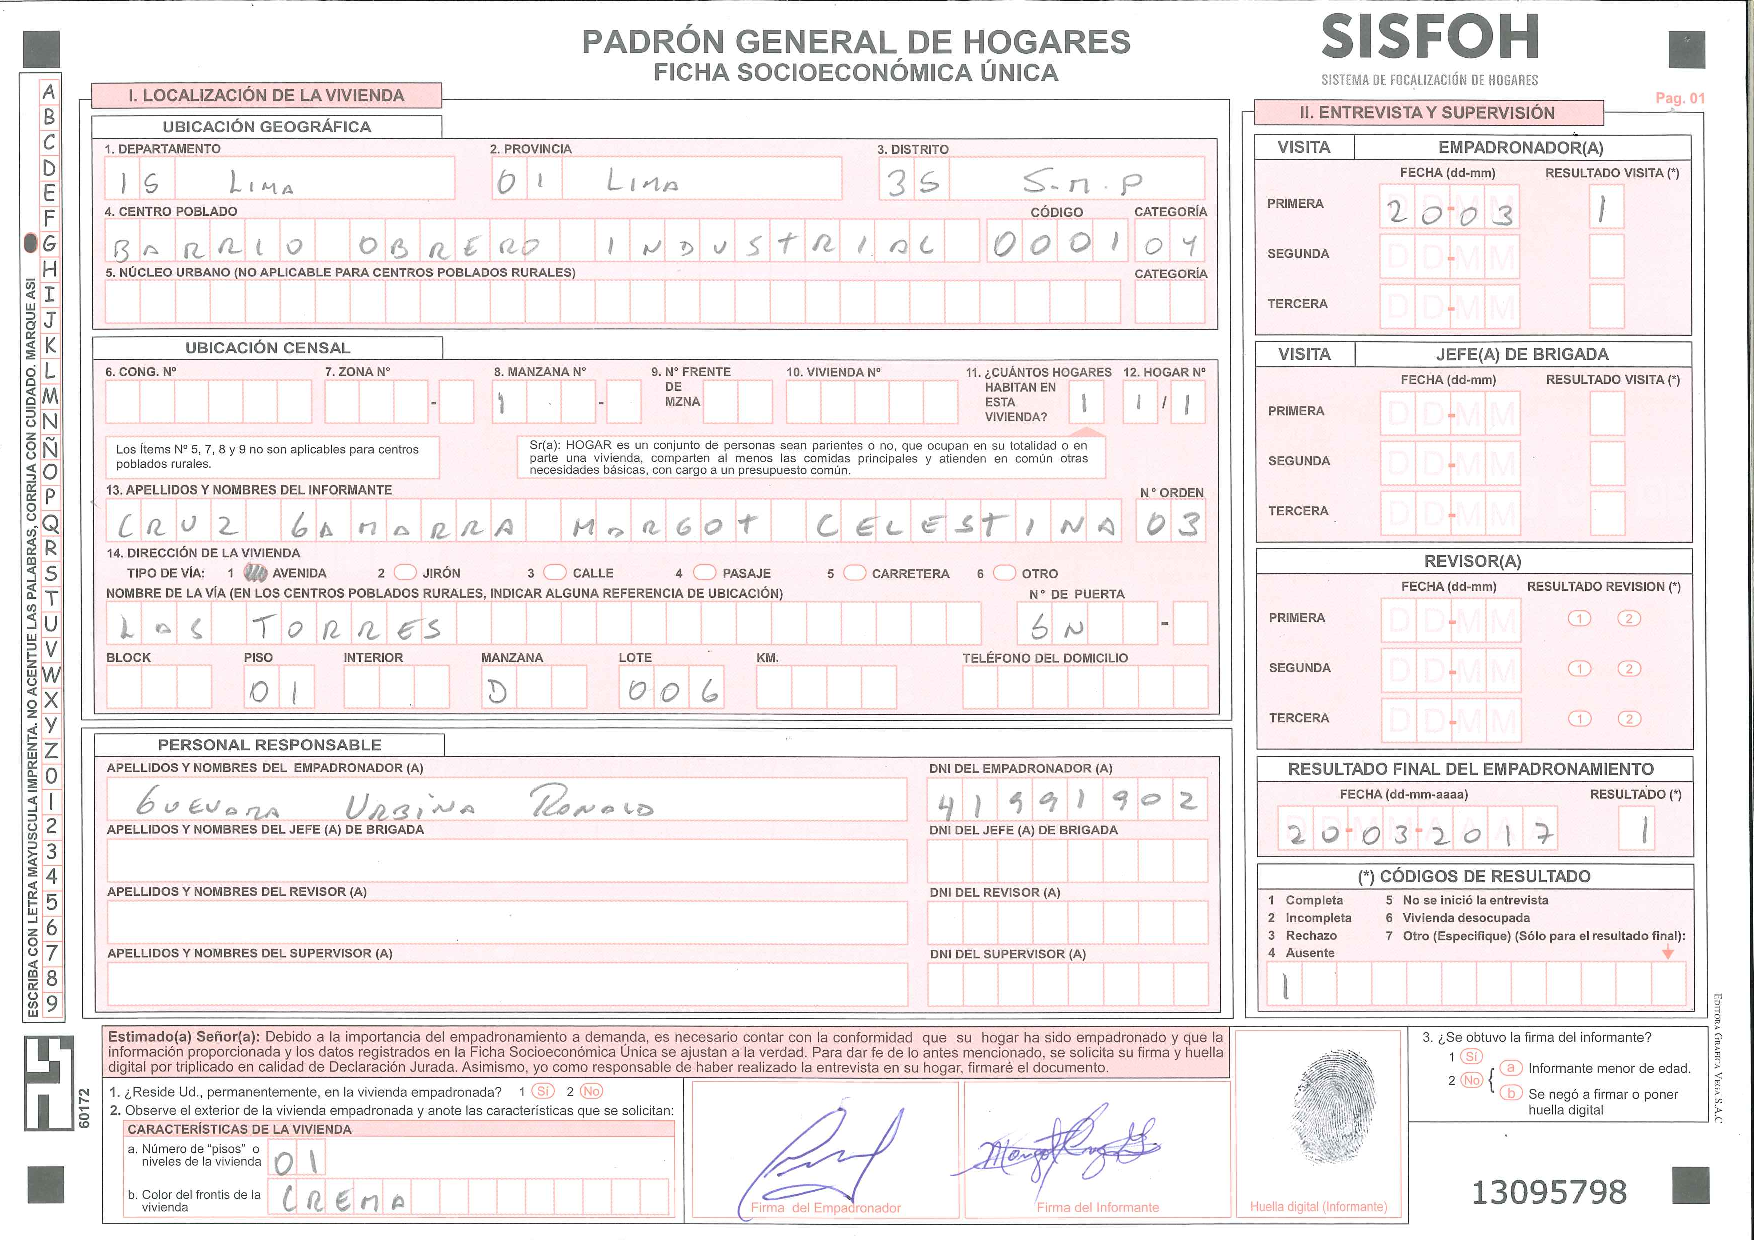 PADRÓN GENERAL DE HOGARES
FICHA SOCIOECONÓMICA ÚNICA
SISFOH
SISTEMA DE FOCALIZACIÓN DE HOGARES
Pag. 01
ESCRIBA CON LETRA MAYUSCULA IMPRENTA. NO ACENTUE LAS PALABRAS, CORRIJA CON CUIDADO. MARQUE ASI
A B C D E F G H I J K L M N Ñ O P Q R S T U V W X Y Z 0 1 2 3 4 5 6 7 8 9
I. LOCALIZACIÓN DE LA VIVIENDA
UBICACIÓN GEOGRÁFICA
1. DEPARTAMENTO 2. PROVINCIA 3. DISTRITO
15 LIMA 01 LIMA 35 S.M.P
4. CENTRO POBLADO CÓDIGO CATEGORÍA
BARRIO OBRERO INDUSTRIAL 0001 04
5. NÚCLEO URBANO (NO APLICABLE PARA CENTROS POBLADOS RURALES) CATEGORÍA
UBICACIÓN CENSAL
6. CONG. Nº 7. ZONA Nº 8. MANZANA Nº 9. Nº FRENTE DE MZNA 10. VIVIENDA Nº 11. ¿CUÁNTOS HOGARES HABITAN EN ESTA VIVIENDA? 12. HOGAR Nº
- 1 - 1 1 / 1
Los Ítems Nº 5, 7, 8 y 9 no son aplicables para centros
poblados rurales.
Sr(a): HOGAR es un conjunto de personas sean parientes o no, que ocupan en su totalidad o en
parte una vivienda, comparten al menos las comidas principales y atienden en común otras
necesidades básicas, con cargo a un presupuesto común.
13. APELLIDOS Y NOMBRES DEL INFORMANTE Nº ORDEN
CRUZ GAMARRA MARGOT CELESTINA 03
14. DIRECCIÓN DE LA VIVIENDA
TIPO DE VÍA: 1 AVENIDA 2 JIRÓN 3 CALLE 4 PASAJE 5 CARRETERA 6 OTRO
NOMBRE DE LA VÍA (EN LOS CENTROS POBLADOS RURALES, INDICAR ALGUNA REFERENCIA DE UBICACIÓN) Nº DE PUERTA
LAS TORRES SN -
BLOCK PISO INTERIOR MANZANA LOTE KM. TELÉFONO DEL DOMICILIO
01 D 006
PERSONAL RESPONSABLE
APELLIDOS Y NOMBRES DEL EMPADRONADOR (A) DNI DEL EMPADRONADOR (A)
GUEVARA URBINA RONALD 41991902
APELLIDOS Y NOMBRES DEL JEFE (A) DE BRIGADA DNI DEL JEFE (A) DE BRIGADA
APELLIDOS Y NOMBRES DEL REVISOR (A) DNI DEL REVISOR (A)
APELLIDOS Y NOMBRES DEL SUPERVISOR (A) DNI DEL SUPERVISOR (A)
II. ENTREVISTA Y SUPERVISIÓN
VISITA EMPADRONADOR(A)
FECHA (dd-mm) RESULTADO VISITA (*)
PRIMERA 20-03 1
SEGUNDA DD-MM
TERCERA DD-MM
VISITA JEFE(A) DE BRIGADA
FECHA (dd-mm) RESULTADO VISITA (*)
PRIMERA DD-MM
SEGUNDA DD-MM
TERCERA DD-MM
REVISOR(A)
FECHA (dd-mm) RESULTADO REVISION (*)
PRIMERA DD-MM 1 2
SEGUNDA DD-MM 1 2
TERCERA DD-MM 1 2
RESULTADO FINAL DEL EMPADRONAMIENTO
FECHA (dd-mm-aaaa) RESULTADO (*)
20-03-2017 1
(*) CÓDIGOS DE RESULTADO
1 Completa 5 No se inició la entrevista
2 Incompleta 6 Vivienda desocupada
3 Rechazo 7 Otro (Especifique) (Sólo para el resultado final):
4 Ausente
1
Estimado(a) Señor(a): Debido a la importancia del empadronamiento a demanda, es necesario contar con la conformidad que su hogar ha sido empadronado y que la
información proporcionada y los datos registrados en la Ficha Socioeconómica Única se ajustan a la verdad. Para dar fe de lo antes mencionado, se solicita su firma y huella
digital por triplicado en calidad de Declaración Jurada. Asimismo, yo como responsable de haber realizado la entrevista en su hogar, firmaré el documento.
1. ¿Reside Ud., permanentemente, en la vivienda empadronada? 1 Sí 2 No
2. Observe el exterior de la vivienda empadronada y anote las características que se solicitan:
CARACTERÍSTICAS DE LA VIVIENDA
a. Número de "pisos" o
niveles de la vivienda 01
b. Color del frontis de la
vivienda CREMA
Firma del Empadronador
Firma del Informante
Huella digital (Informante)
3. ¿Se obtuvo la firma del informante?
1 Sí
2 No { a Informante menor de edad.
b Se negó a firmar o poner
huella digital
13095798
60172
EDITORA GRAFICA VEGA S.A.C